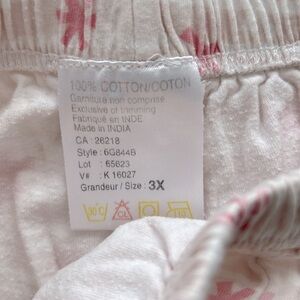 100% COTTON/COTON
Garniture non comprise
Exclusive of trimming
Fabriqué en INDE
Made in INDIA
CA : 26218
Style : 6G844B
Lot : 65623
V# : K 16027
Grandeur / Size : 3X